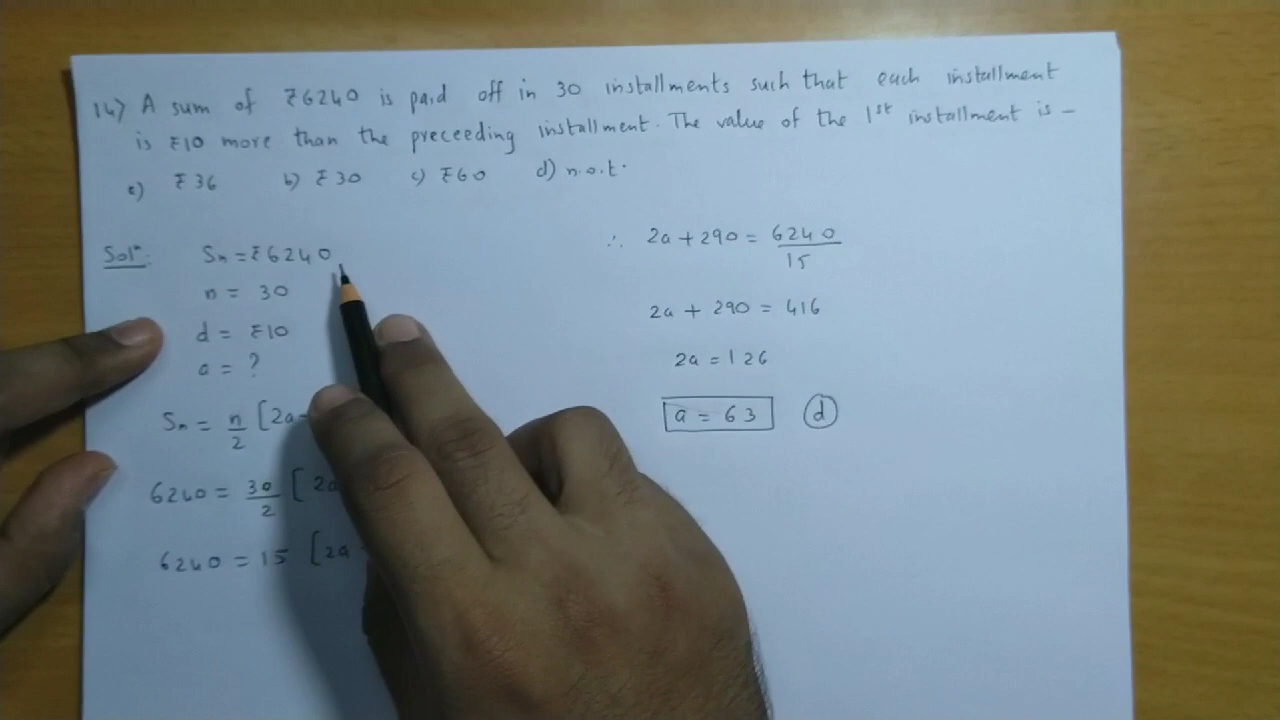 14) A sum of ₹6240 is paid off in 30 installments such that each installment
is ₹10 more than the preceeding installment. The value of the 1st installment is –
a) ₹36 b) ₹30 c) ₹60 d) n.o.t.
Solⁿ: Sn = ₹6240
n = 30
d = ₹10
a = ?
Sn = n/2 [2a
6240 = 30/2 [2a
6240 = 15 [2a
∴ 2a + 290 = 6240/15
2a + 290 = 416
2a = 126
a = 63 (d)